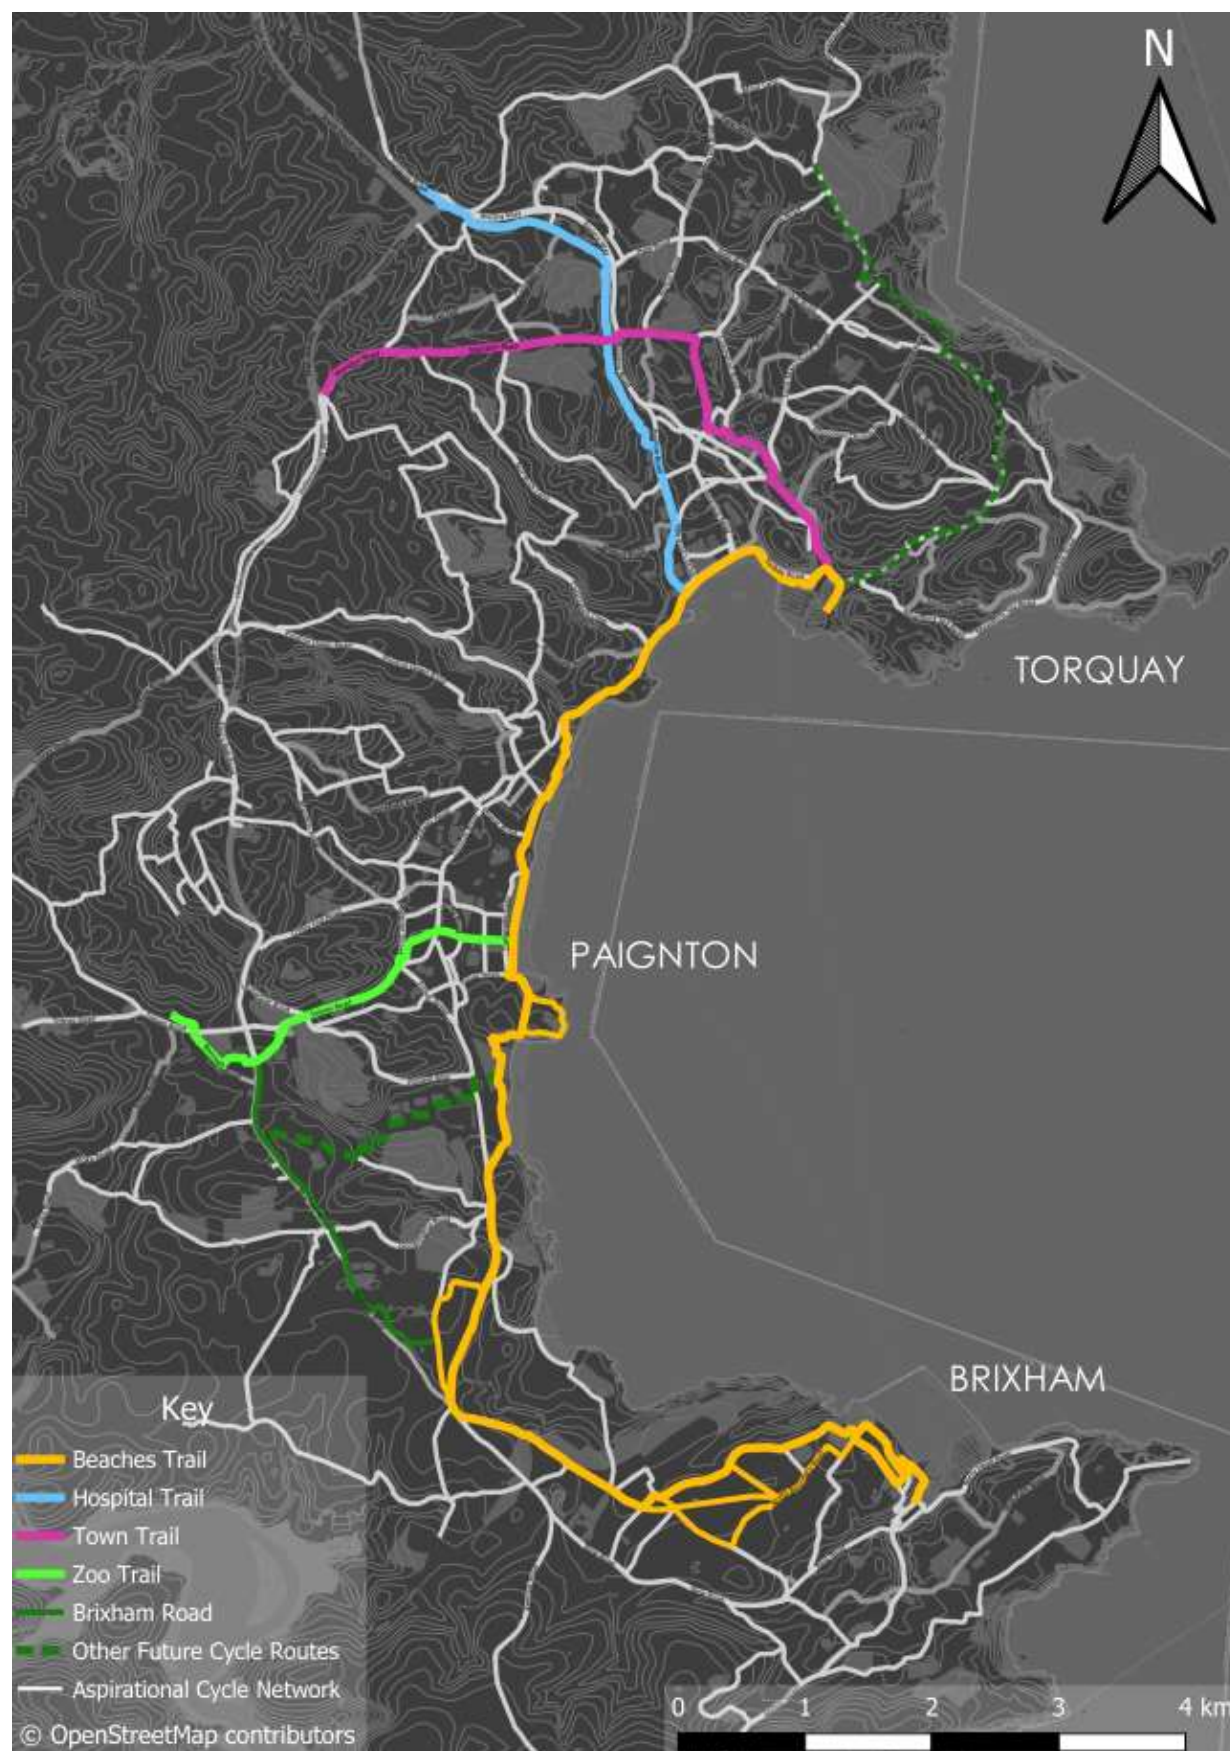 N
TORQUAY
PAIGNTON
BRIXHAM
Key
Beaches Trail
Hospital Trail
Town Trail
Zoo Trail
Brixham Road
Other Future Cycle Routes
Aspirational Cycle Network
© OpenStreetMap contributors
0 1 2 3 4 km